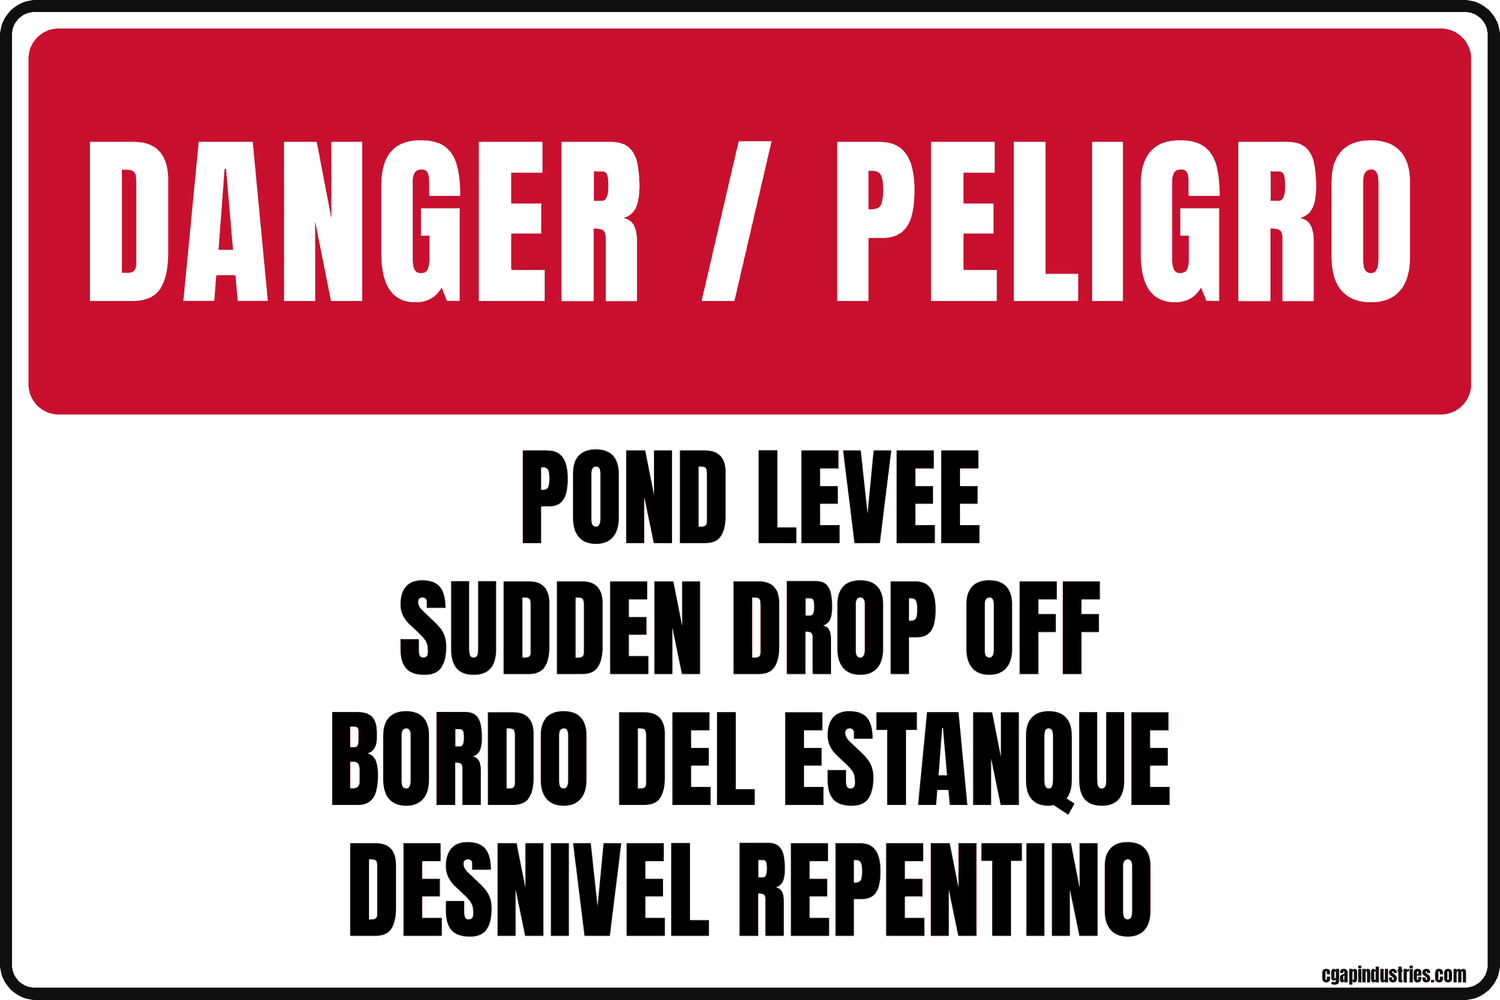 DANGER / PELIGRO
POND LEVEE
SUDDEN DROP OFF
BORDO DEL ESTANQUE
DESNIVEL REPENTINO
cgapindustries.com